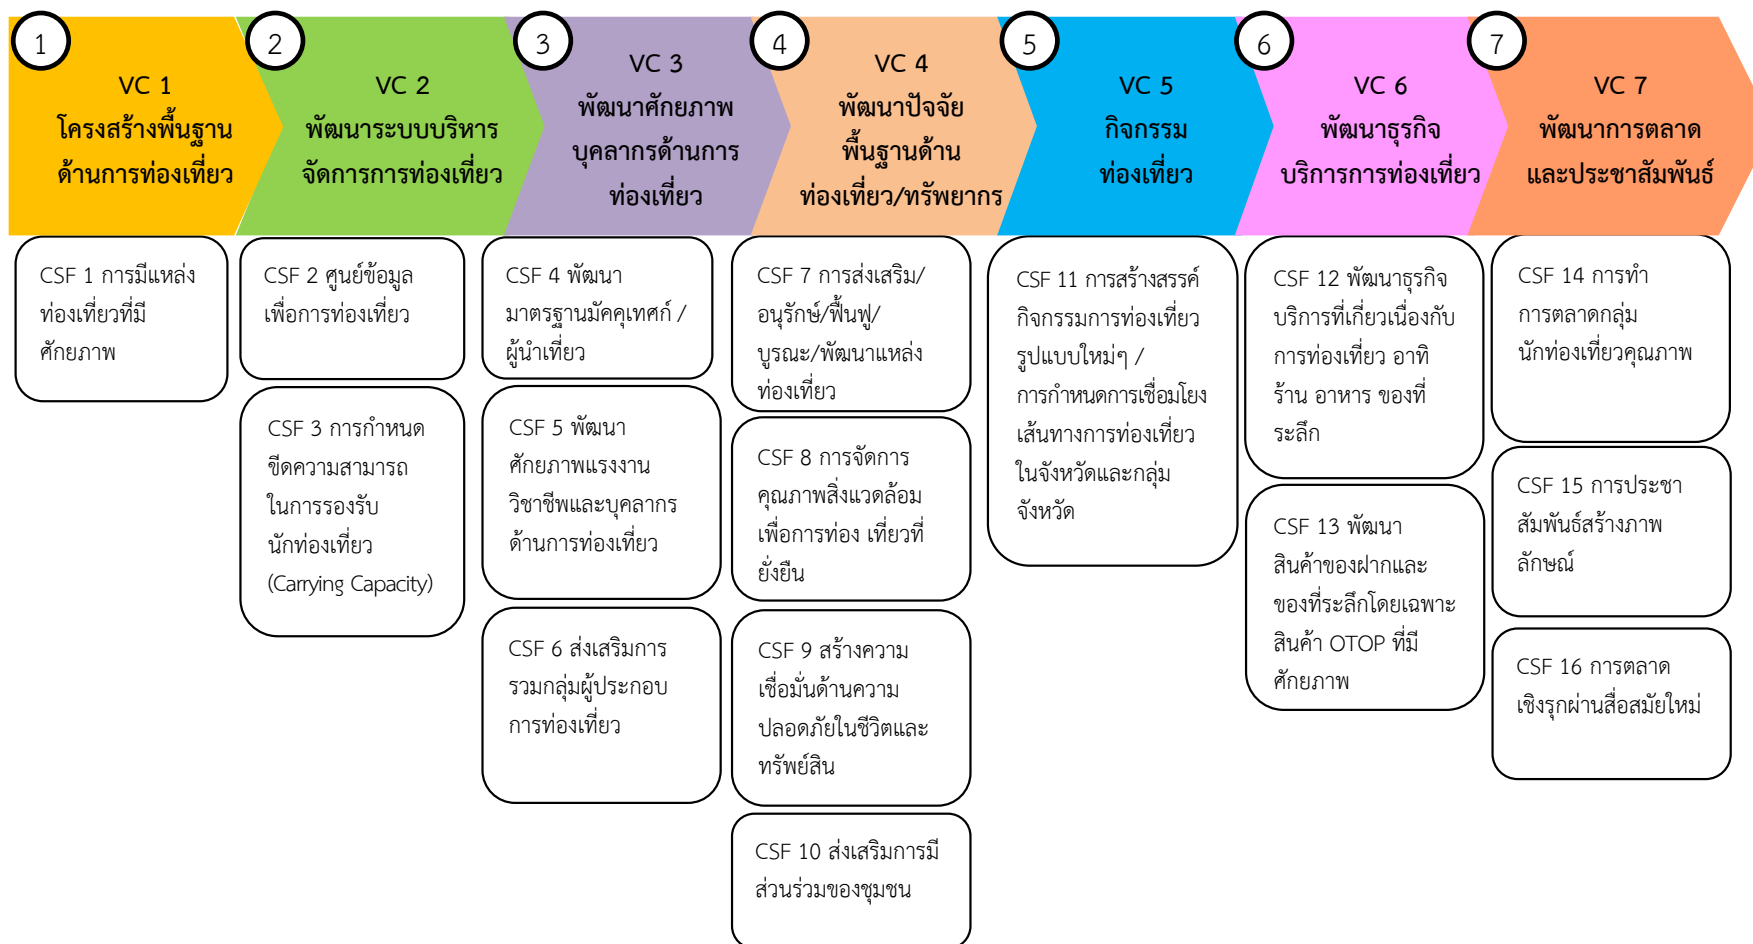 1
VC 1
โครงสร้างพื้นฐาน
ด้านการท่องเที่ยว
2
VC 2
พัฒนาระบบบริหาร
จัดการการท่องเที่ยว
3
VC 3
พัฒนาศักยภาพ
บุคลากรด้านการ
ท่องเที่ยว
4
VC 4
พัฒนาปัจจัย
พื้นฐานด้าน
ท่องเที่ยว/ทรัพยากร
5
VC 5
กิจกรรม
ท่องเที่ยว
6
VC 6
พัฒนาธุรกิจ
บริการการท่องเที่ยว
7
VC 7
พัฒนาการตลาด
และประชาสัมพันธ์
CSF 1 การมีแหล่ง
ท่องเที่ยวที่มี
ศักยภาพ
CSF 2 ศูนย์ข้อมูล
เพื่อการท่องเที่ยว
CSF 3 การกำหนด
ขีดความสามารถ
ในการรองรับ
นักท่องเที่ยว
(Carrying Capacity)
CSF 4 พัฒนา
มาตรฐานมัคคุเทศก์ /
ผู้นำเที่ยว
CSF 5 พัฒนา
ศักยภาพแรงงาน
วิชาชีพและบุคลากร
ด้านการท่องเที่ยว
CSF 6 ส่งเสริมการ
รวมกลุ่มผู้ประกอบ
การท่องเที่ยว
CSF 7 การส่งเสริม/
อนุรักษ์/ฟื้นฟู/
บูรณะ/พัฒนาแหล่ง
ท่องเที่ยว
CSF 8 การจัดการ
คุณภาพสิ่งแวดล้อม
เพื่อการท่อง เที่ยวที่
ยั่งยืน
CSF 9 สร้างความ
เชื่อมั่นด้านความ
ปลอดภัยในชีวิตและ
ทรัพย์สิน
CSF 10 ส่งเสริมการมี
ส่วนร่วมของชุมชน
CSF 11 การสร้างสรรค์
กิจกรรมการท่องเที่ยว
รูปแบบใหม่ๆ /
การกำหนดการเชื่อมโยง
เส้นทางการท่องเที่ยว
ในจังหวัดและกลุ่ม
จังหวัด
CSF 12 พัฒนาธุรกิจ
บริการที่เกี่ยวเนื่องกับ
การท่องเที่ยว อาทิ
ร้าน อาหาร ของที่
ระลึก
CSF 13 พัฒนา
สินค้าของฝากและ
ของที่ระลึกโดยเฉพาะ
สินค้า OTOP ที่มี
ศักยภาพ
CSF 14 การทำ
การตลาดกลุ่ม
นักท่องเที่ยวคุณภาพ
CSF 15 การประชา
สัมพันธ์สร้างภาพ
ลักษณ์
CSF 16 การตลาด
เชิงรุกผ่านสื่อสมัยใหม่